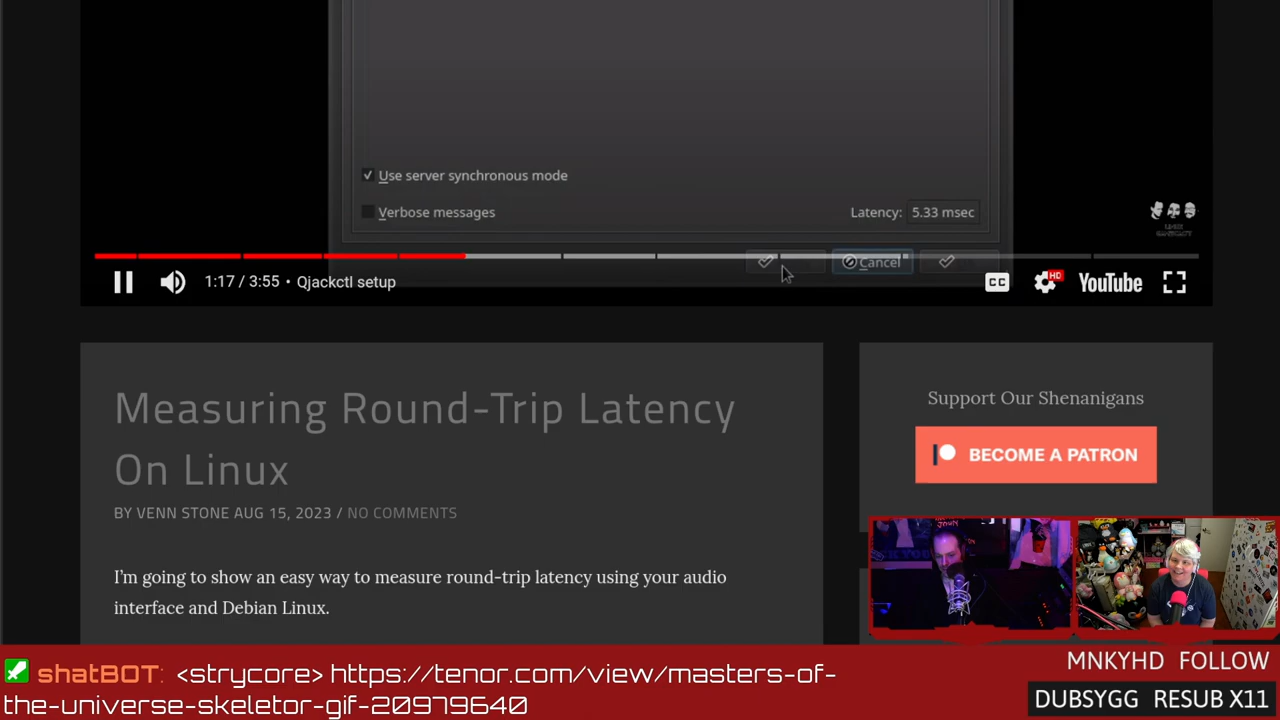 Use server synchronous mode
Verbose messages
Latency: 5.33 msec
Cancel
1:17 / 3:55 • Qjackctl setup
CC
HD
YouTube
Measuring Round-Trip Latency
On Linux
BY VENN STONE AUG 15, 2023 / NO COMMENTS
I'm going to show an easy way to measure round-trip latency using your audio
interface and Debian Linux.
Support Our Shenanigans
BECOME A PATRON
shatBOT: <strycore> https://tenor.com/view/masters-of-
the-universe-skeletor-gif-20979640
MNKYHD FOLLOW
DUBSYGG RESUB X11